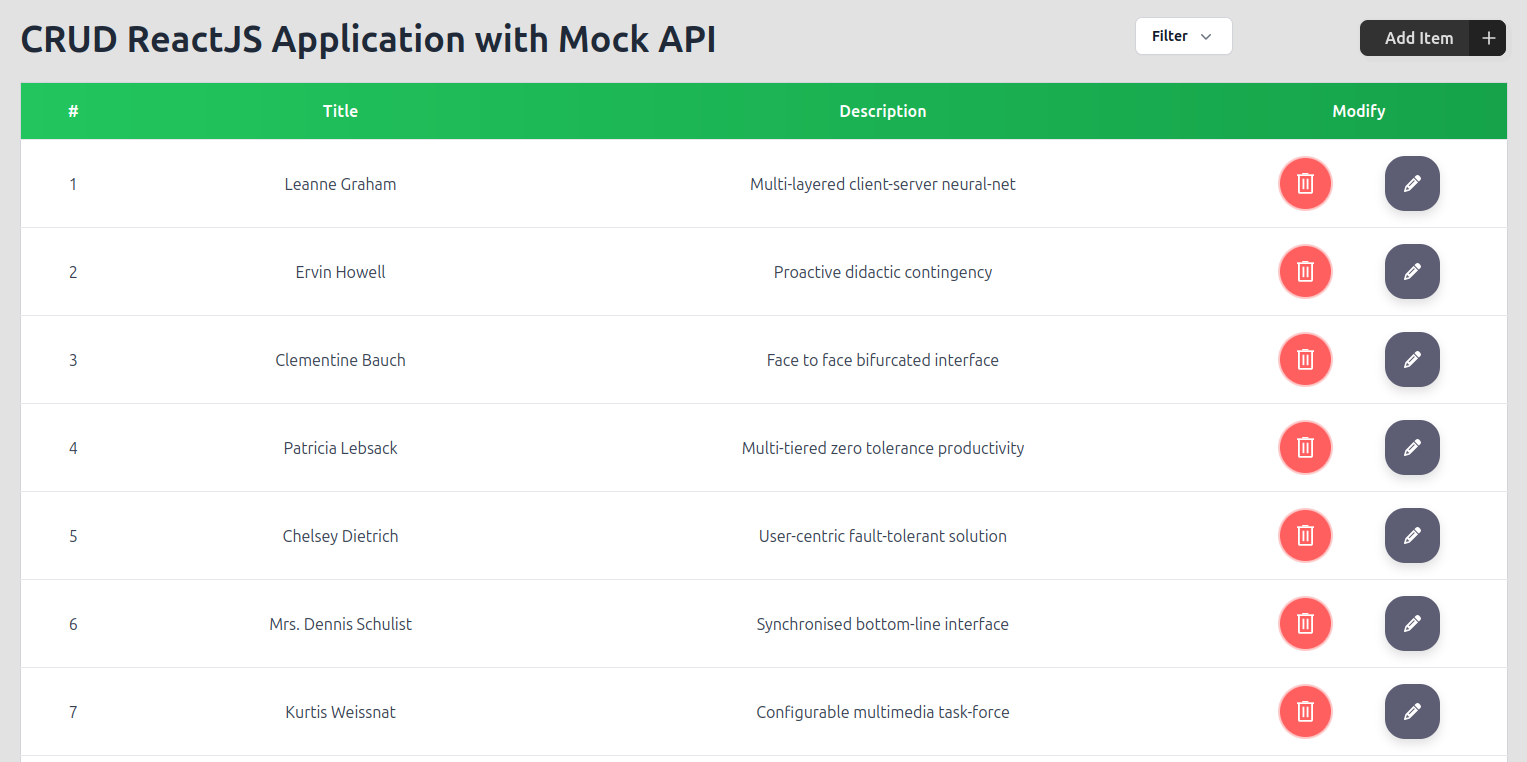 CRUD ReactJS Application with Mock API
Filter
Add Item +
# Title Description Modify
1 Leanne Graham Multi-layered client-server neural-net
2 Ervin Howell Proactive didactic contingency
3 Clementine Bauch Face to face bifurcated interface
4 Patricia Lebsack Multi-tiered zero tolerance productivity
5 Chelsey Dietrich User-centric fault-tolerant solution
6 Mrs. Dennis Schulist Synchronised bottom-line interface
7 Kurtis Weissnat Configurable multimedia task-force